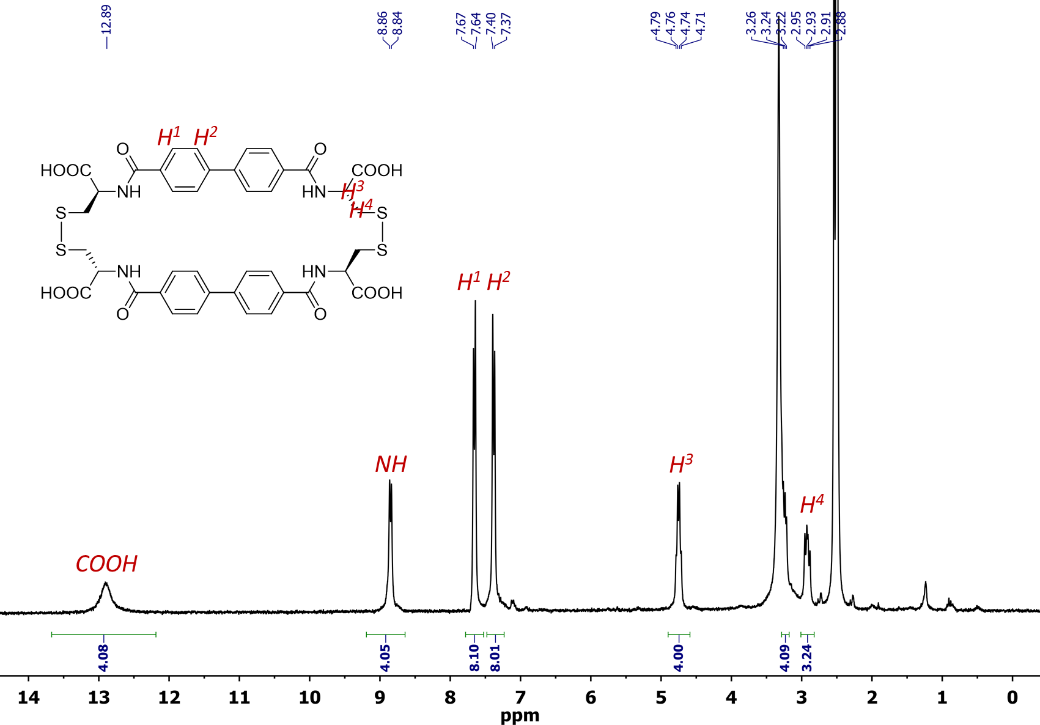 12.89
8.86
8.84
7.67
7.64
7.40
7.37
4.79
4.76
4.74
4.71
3.26
3.24
3.22
2.95
2.93
2.91
2.88
H1 H2
O O
HOOC COOH
NH HN H3
H4
S S
S S
NH HN
HOOC COOH
O O
H1 H2
NH
H3
H4
COOH
4.08
4.05
8.10
8.01
4.00
4.09
3.24
14 13 12 11 10 9 8 7 6 5 4 3 2 1 0
ppm